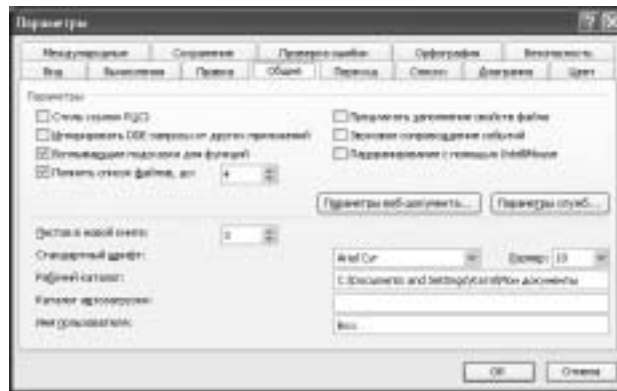 Параметры
Международные Сохранение Проверка ошибок Орфография Безопасность
Вид Вычисления Правка Общие Переход Списки Диаграмма Цвет
Параметры
Стиль ссылок R1C1
Игнорировать DDE-запросы от других приложений
Всплывающие подсказки для функций
Помнить список файлов, до: 4
Предлагать заполнение свойств файла
Звуковое сопровождение событий
Панорамирование с помощью IntelliMouse
Параметры веб-документа... Параметры служб...
Листов в новой книге: 3
Стандартный шрифт: Arial Cyr Размер: 10
Рабочий каталог: C:\Documents and Settings\ Мои документы
Каталог автозагрузки:
Имя пользователя:
ОК Отмена